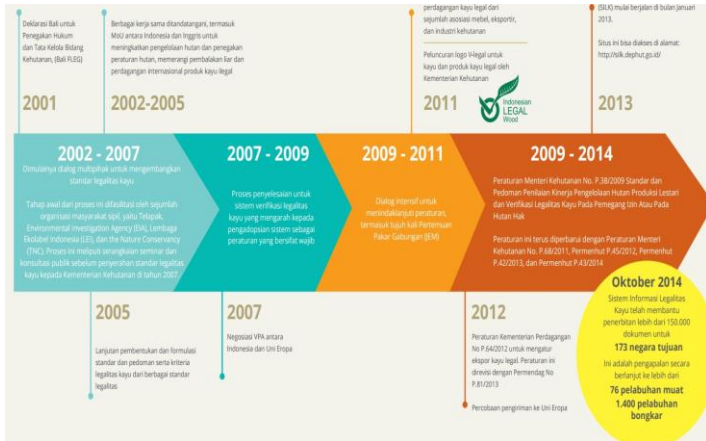 Deklarasi Bali untuk
Penegakan Hukum
dan Tata Kelola Bidang
Kehutanan, (Bali FLEG)
2001
Berbagai kerja sama ditandatangani, termasuk
MoU antara Indonesia dan Inggris untuk
meningkatkan pengelolaan hutan dan penegakan
peraturan hutan, memerangi pembalakan liar dan
perdagangan internasional produk kayu ilegal
2002-2005
perdagangan kayu legal dari
sejumlah asosiasi mebel, eksportir,
dan industri kehutanan
Peluncuran logo V-legal untuk
kayu dan produk kayu legal oleh
Kementerian Kehutanan
2011
Indonesian
LEGAL
Wood
(SILK) mulai berjalan di bulan Januari
2013.
Situs ini bisa diakses di alamat:
http://silk.dephut.go.id/
2013
2002 - 2007
Dimulainya dialog multipihak untuk mengembangkan
standar legalitas kayu
Tahap awal dari proses ini difasilitasi oleh sejumlah
organisasi masyarakat sipil, yaitu Telapak,
Environmental Investigation Agency (EIA), Lembaga
Ekolabel Indonesia (LEI), dan the Nature Conservancy
(TNC). Proses ini meliputi serangkaian seminar dan
konsultasi publik sebelum penyerahan standar legalitas
kayu kepada Kementerian Kehutanan di tahun 2007.
2007 - 2009
Proses penyelesaian untuk
sistem verifikasi legalitas
kayu yang mengarah kepada
pengadopsian sistem sebagai
peraturan yang bersifat wajib
2009 - 2011
Dialog intensif untuk
menindaklanjuti peraturan,
termasuk tujuh kali Pertemuan
Pakar Gabungan (JEM)
2009 - 2014
Peraturan Menteri Kehutanan No. P.38/2009 Standar dan
Pedoman Penilaian Kinerja Pengelolaan Hutan Produksi Lestari
dan Verifikasi Legalitas Kayu Pada Pemegang Izin Atau Pada
Hutan Hak
Peraturan ini terus diperbarui dengan Peraturan Menteri
Kehutanan No. P.68/2011, Permenhut P.45/2012, Permenhut
P.42/2013, dan Permenhut P.43/2014
2005
Lanjutan pembentukan dan formulasi
standar dan pedoman serta kriteria
legalitas kayu dari berbagai standar
legalitas
2007
Negosiasi VPA antara
Indonesia dan Uni Eropa
2012
Peraturan Kementerian Perdagangan
No P.64/2012 untuk mengatur
ekspor kayu legal. Peraturan ini
direvisi dengan Permendag No
P.81/2013
Percobaan pengiriman ke Uni Eropa
Oktober 2014
Sistem Informasi Legalitas
Kayu telah membantu
penerbitan lebih dari 150.000
dokumen untuk
173 negara tujuan
Ini adalah pengapalan secara
berlanjut ke lebih dari
76 pelabuhan muat
1.400 pelabuhan
bongkar